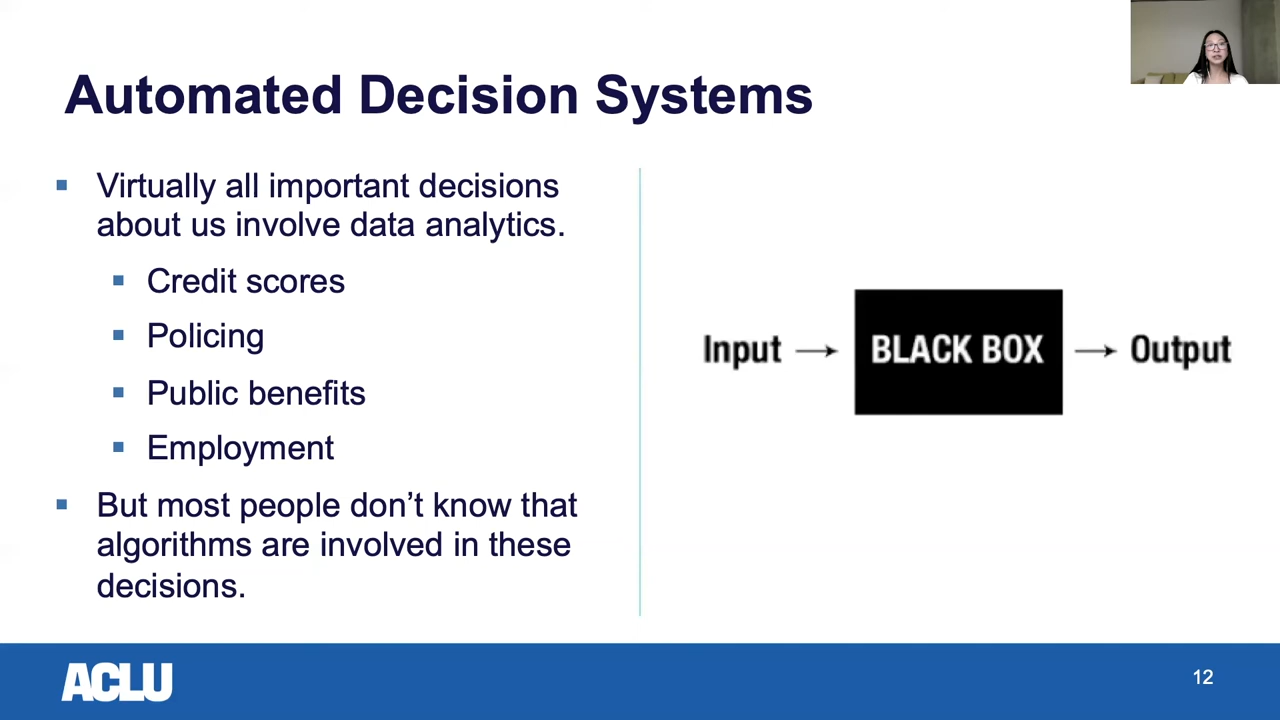 Automated Decision Systems
Virtually all important decisions
about us involve data analytics.
Credit scores
Policing
Public benefits
Employment
But most people don’t know that
algorithms are involved in these
decisions.
Input → BLACK BOX → Output
ACLU
12